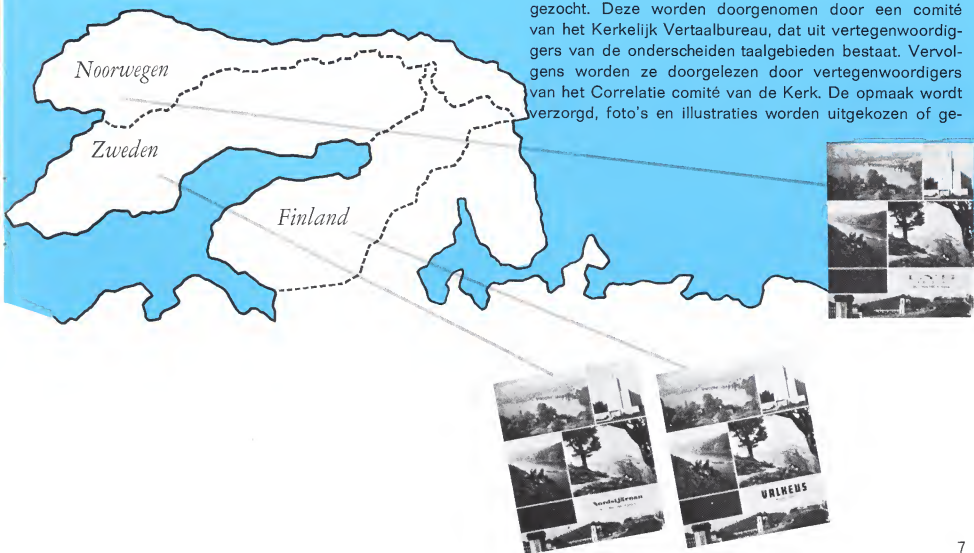 gezocht. Deze worden doorgenomen door een comité
van het Kerkelijk Vertaalbureau, dat uit vertegenwoordig-
gers van de onderscheiden taalgebieden bestaat. Vervol-
gens worden ze doorgelezen door vertegenwoordigers
van het Correlatie comité van de Kerk. De opmaak wordt
verzorgd, foto's en illustraties worden uitgekozen of ge-
Noorwegen
Zweden
Finland
Nordstjärnan
VALKEUS
7